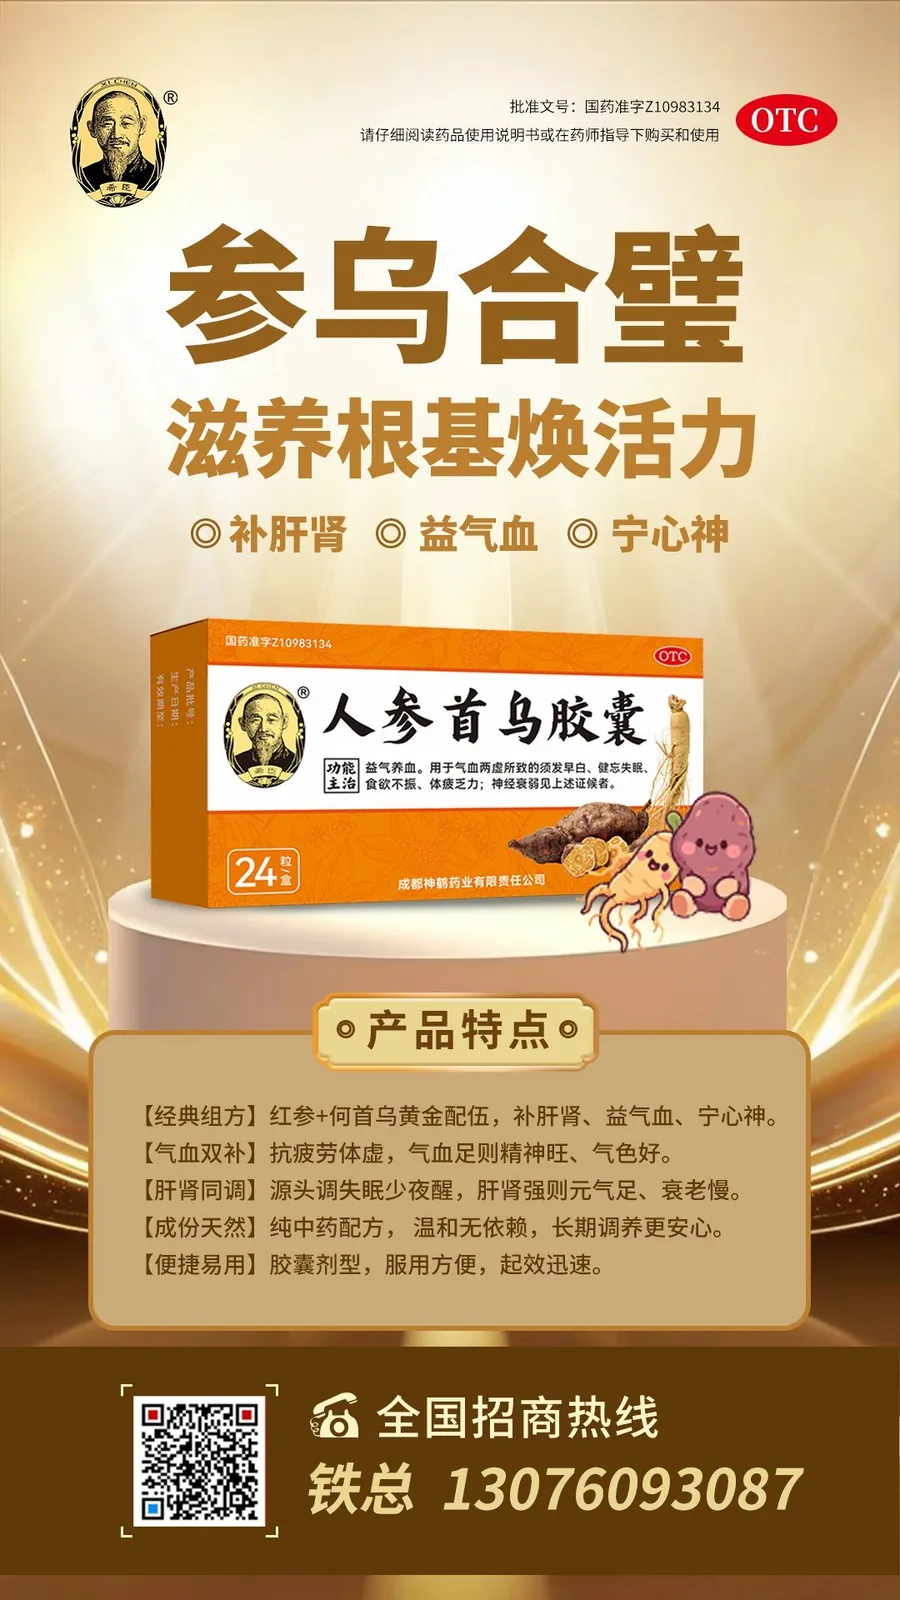 XI CHEN
®
希臣
批准文号：国药准字Z10983134
请仔细阅读药品使用说明书或在药师指导下购买和使用
OTC
参乌合璧
滋养根基焕活力
◎补肝肾 ◎益气血 ◎宁心神
国药准字Z10983134
OTC
产品批号：
生产日期：
有效期至：
XI CHEN
®
希臣
人参首乌胶囊
功能主治
益气养血。用于气血两虚所致的须发早白、健忘失眠、
食欲不振、体疲乏力；神经衰弱见上述证候者。
24粒/盒
成都神鹤药业有限责任公司
产品特点
【经典组方】红参+何首乌黄金配伍，补肝肾、益气血、宁心神。
【气血双补】抗疲劳体虚，气血足则精神旺、气色好。
【肝肾同调】源头调失眠少夜醒，肝肾强则元气足、衰老慢。
【成份天然】纯中药配方， 温和无依赖，长期调养更安心。
【便捷易用】胶囊剂型，服用方便，起效迅速。
全国招商热线
铁总 13076093087